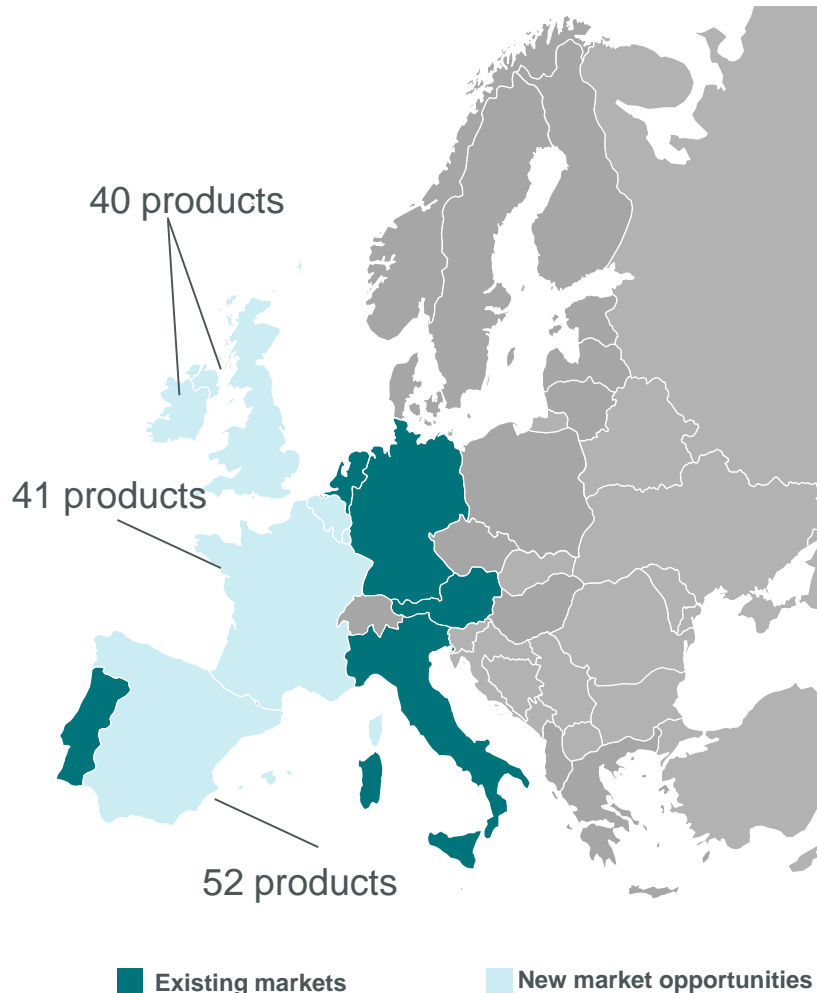 40 products
41 products
52 products
Existing markets
New market opportunities